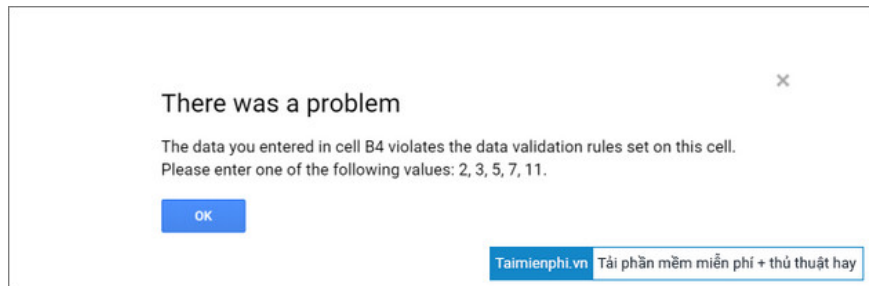 There was a problem
The data you entered in cell B4 violates the data validation rules set on this cell.
Please enter one of the following values: 2, 3, 5, 7, 11.
OK
Taimienphi.vn Tải phần mềm miễn phí + thủ thuật hay